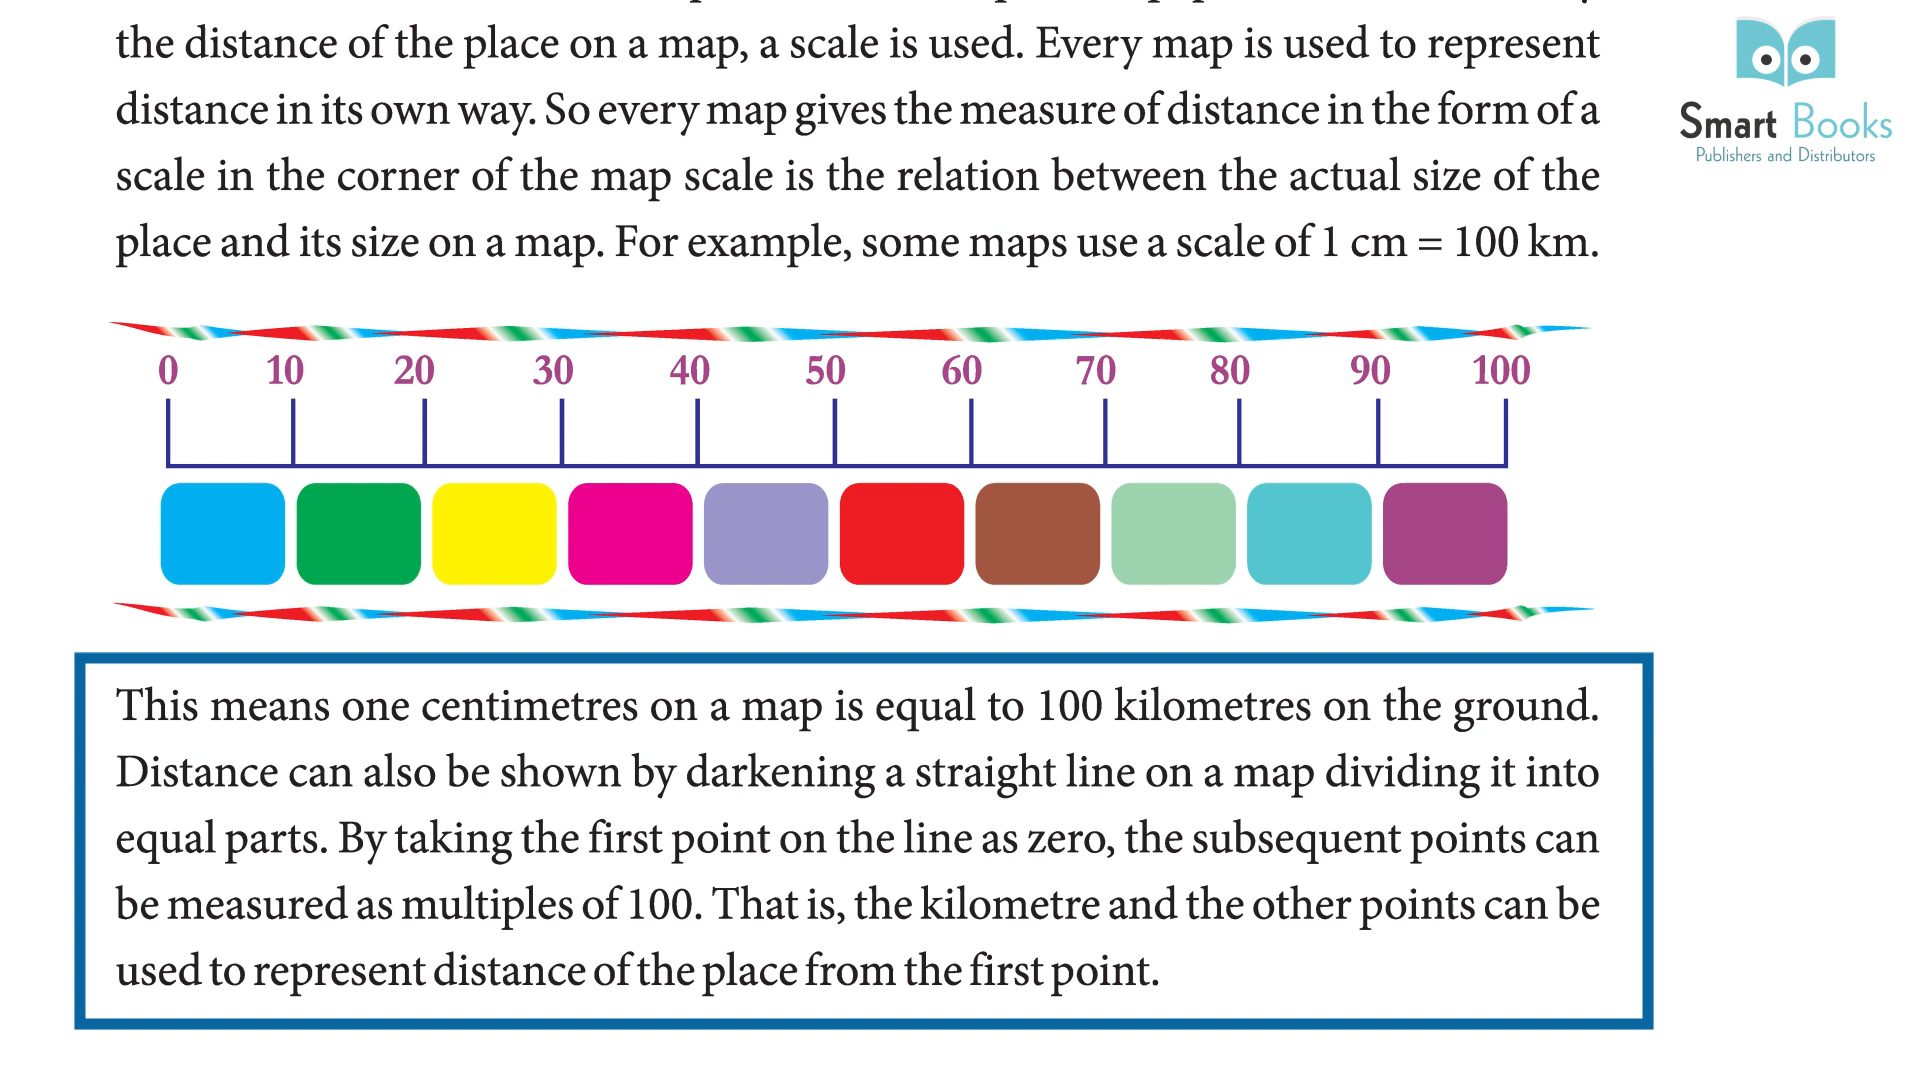 the distance of the place on a map, a scale is used. Every map is used to represent
distance in its own way. So every map gives the measure of distance in the form of a
scale in the corner of the map scale is the relation between the actual size of the
place and its size on a map. For example, some maps use a scale of 1 cm = 100 km.
Smart Books
Publishers and Distributors
0 10 20 30 40 50 60 70 80 90 100
This means one centimetres on a map is equal to 100 kilometres on the ground.
Distance can also be shown by darkening a straight line on a map dividing it into
equal parts. By taking the first point on the line as zero, the subsequent points can
be measured as multiples of 100. That is, the kilometre and the other points can be
used to represent distance of the place from the first point.